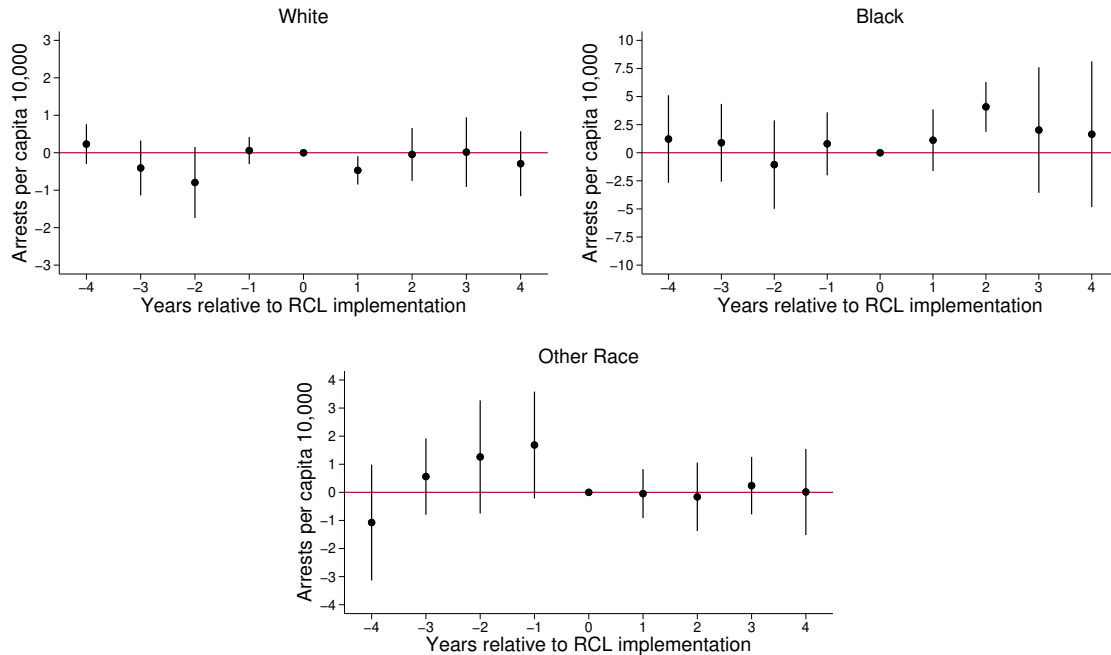 White
Arrests per capita 10,000
3
2
1
0
−1
−2
−3
−4 −3 −2 −1 0 1 2 3 4
Years relative to RCL implementation
Black
Arrests per capita 10,000
10
7.5
5
2.5
0
−2.5
−5
−7.5
−10
−4 −3 −2 −1 0 1 2 3 4
Years relative to RCL implementation
Other Race
Arrests per capita 10,000
4
3
2
1
0
−1
−2
−3
−4
−4 −3 −2 −1 0 1 2 3 4
Years relative to RCL implementation